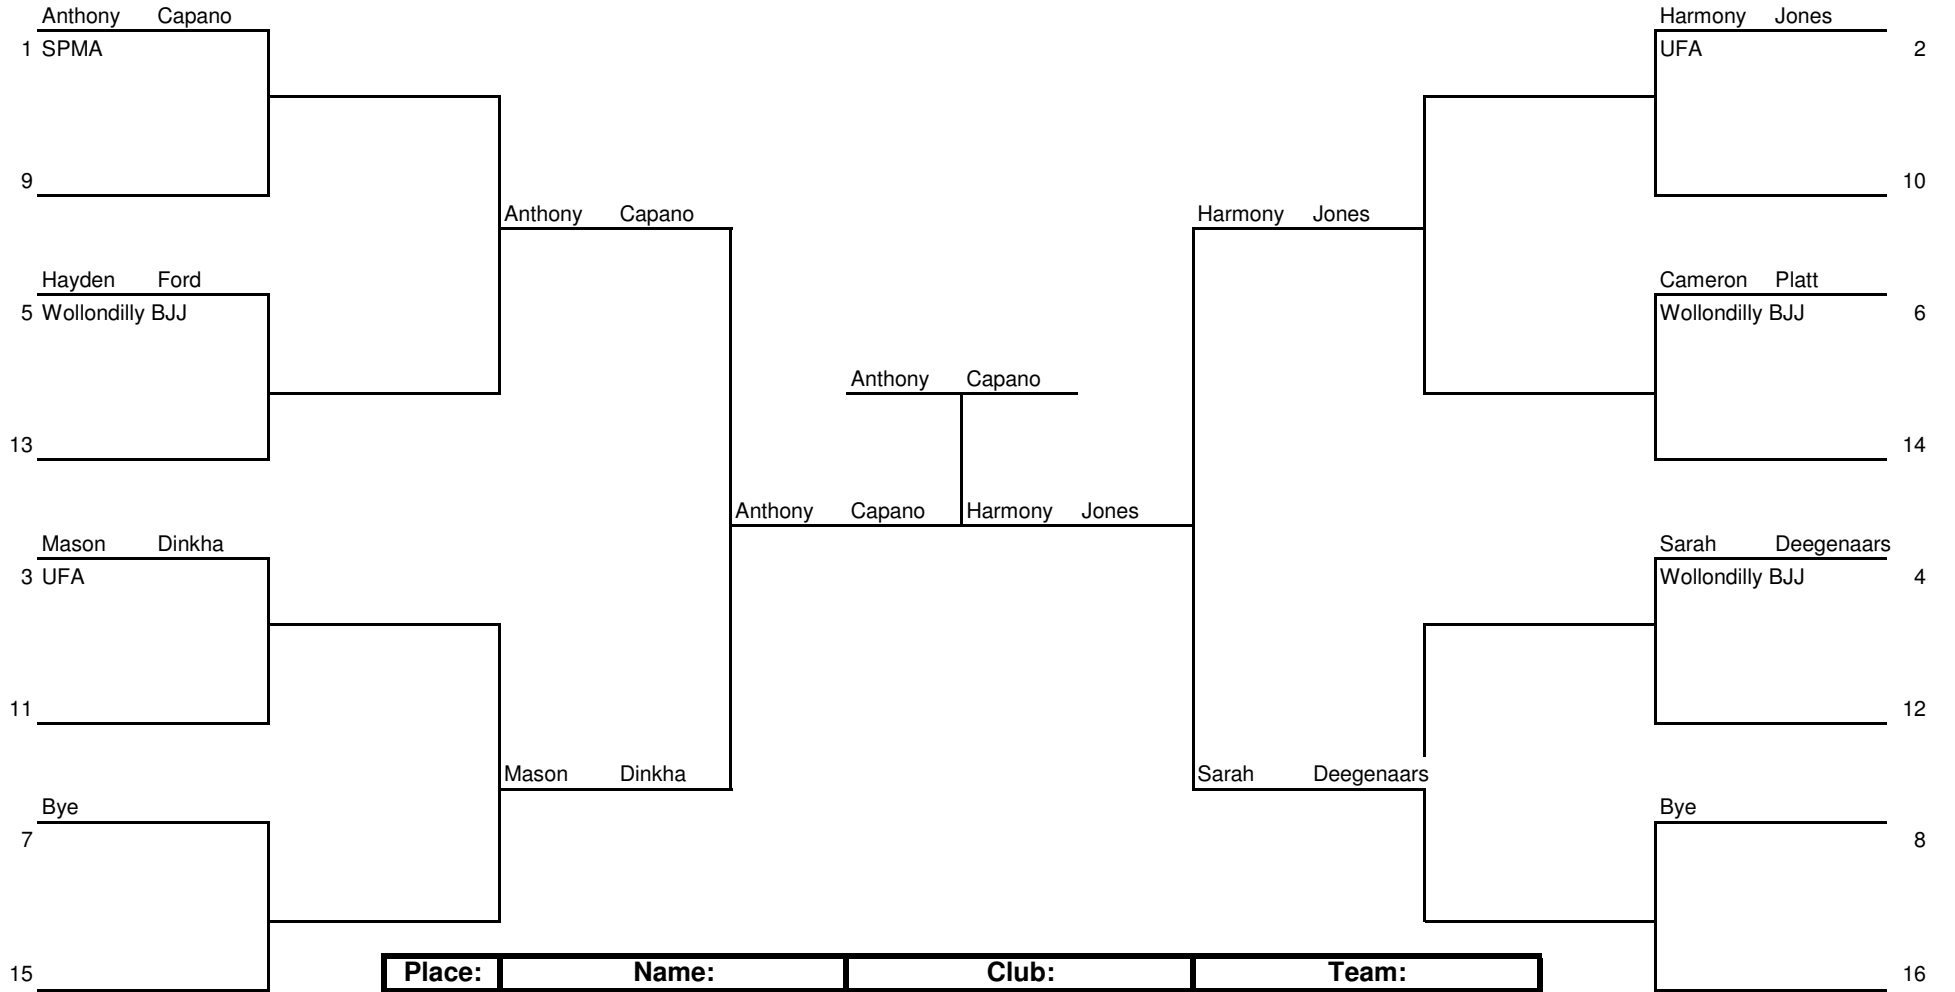 Anthony Capano Harmony Jones
1 SPMA UFA 2
9 10
Anthony Capano Harmony Jones
Hayden Ford Cameron Platt
5 Wollondilly BJJ Wollondilly BJJ 6
Anthony Capano
13 14
Anthony Capano Harmony Jones
Mason Dinkha Sarah Deegenaars
3 UFA Wollondilly BJJ 4
11 12
Mason Dinkha Sarah Deegenaars
Bye Bye
7 8
15 Place: Name: Club: Team: 16